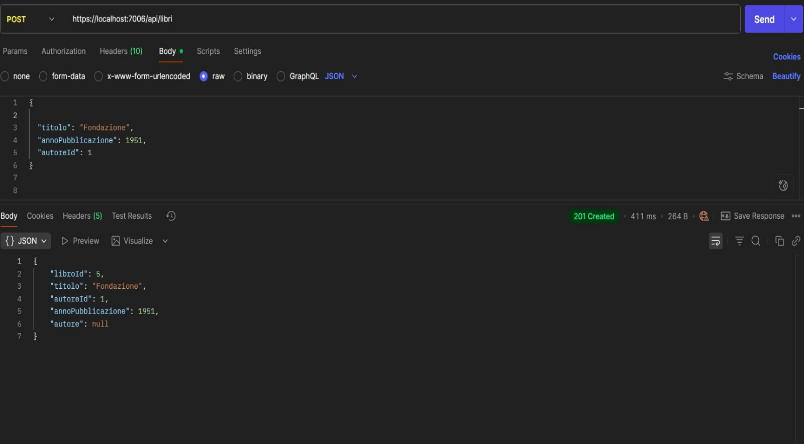 POST https://localhost:7006/api/libri Send
Params Authorization Headers (10) Body Scripts Settings
Cookies
none form-data x-www-form-urlencoded raw binary GraphQL JSON Schema Beautify
1 {
2
3 "titolo": "Fondazione",
4 "annoPubblicazione": 1951,
5 "autoreId": 1
6 }
7
8
Body Cookies Headers (5) Test Results 201 Created 411 ms 264 B Save Response
{} JSON Preview Visualize
1 {
2 "libroId": 5,
3 "titolo": "Fondazione",
4 "autoreId": 1,
5 "annoPubblicazione": 1951,
6 "autore": null
7 }